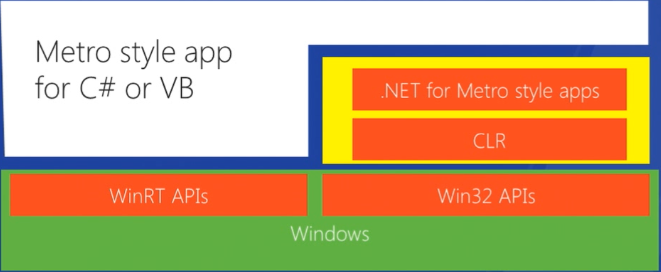 Metro style app
for C# or VB
.NET for Metro style apps
CLR
WinRT APIs
Win32 APIs
Windows